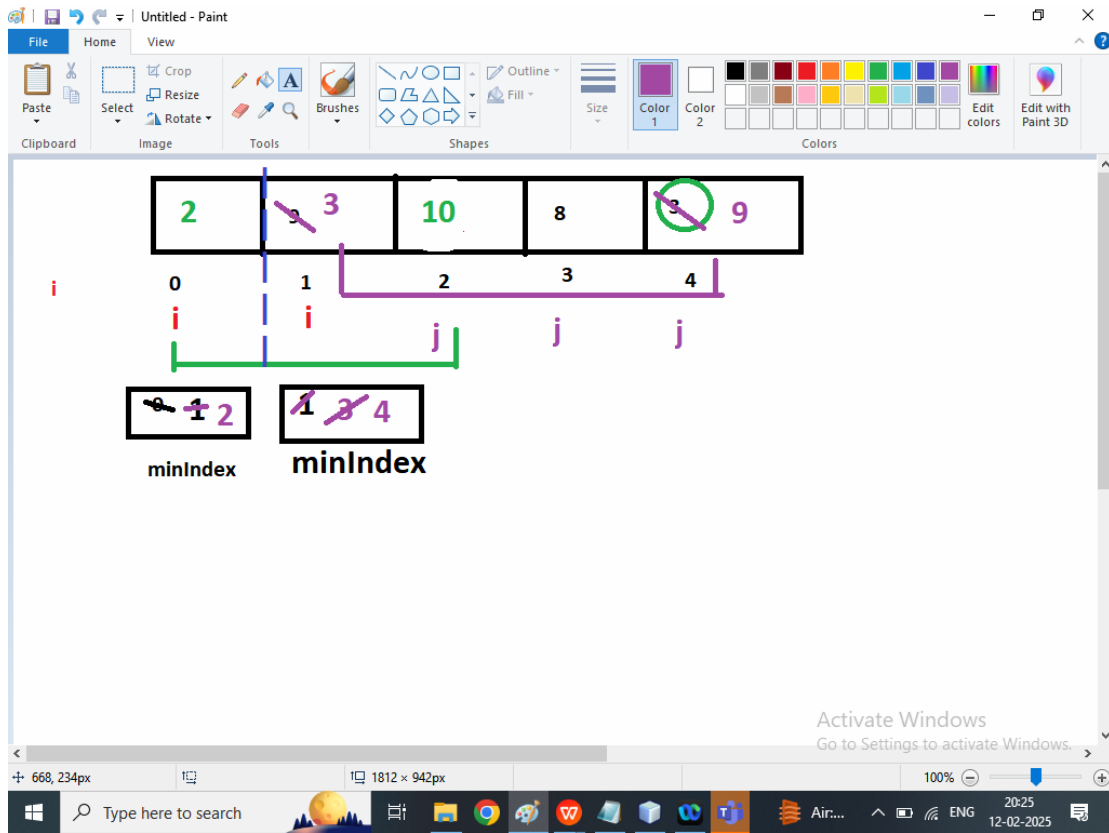 Untitled - Paint
File Home View
Paste
Select
Crop
Resize
Rotate
Brushes
Outline
Fill
Size
Color 1
Color 2
Edit colors
Edit with Paint 3D
Clipboard Image Tools Shapes Colors
2 9 3 10 8 3 9
i 0 1 2 3 4
i i j j j
0 1 2 1 3 4
minIndex minIndex
Activate Windows
Go to Settings to activate Windows.
668, 234px 1812 × 942px 100%
Type here to search Air... ENG 20:25
12-02-2025